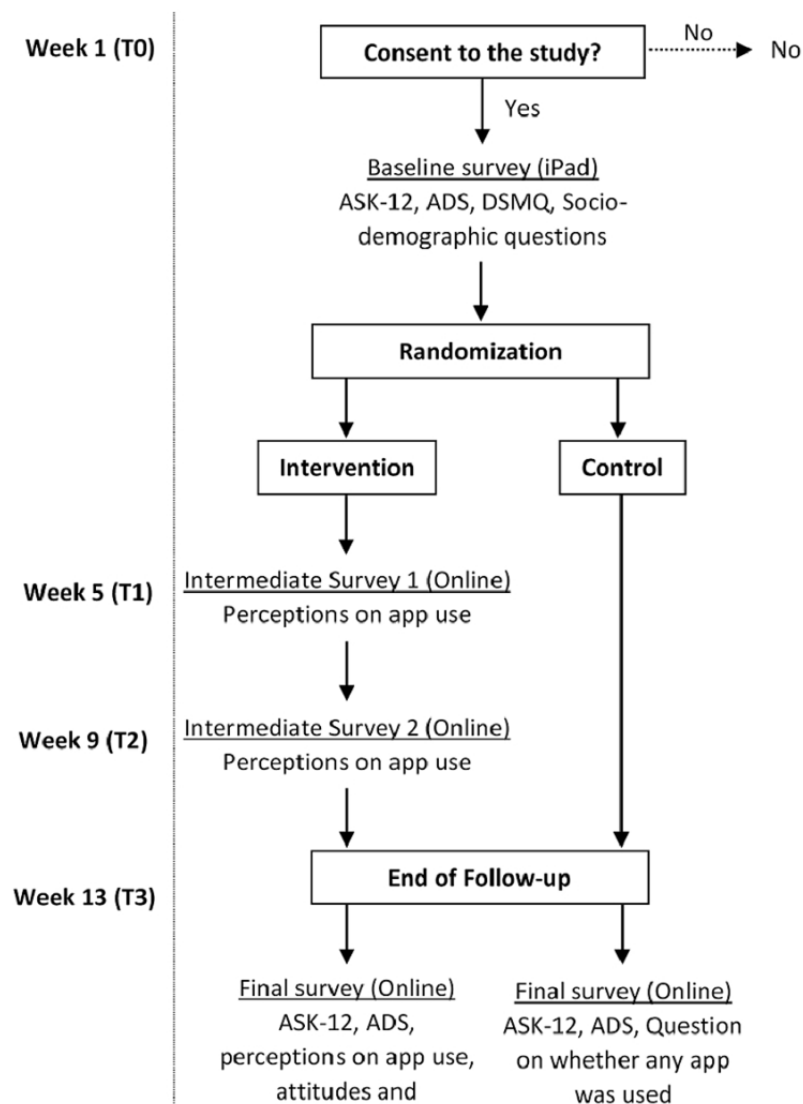 Week 1 (T0)
Consent to the study?
No
No
Yes
Baseline survey (iPad)
ASK-12, ADS, DSMQ, Socio-
demographic questions
Randomization
Intervention
Control
Week 5 (T1)
Intermediate Survey 1 (Online)
Perceptions on app use
Week 9 (T2)
Intermediate Survey 2 (Online)
Perceptions on app use
Week 13 (T3)
End of Follow-up
Final survey (Online)
ASK-12, ADS,
perceptions on app use,
attitudes and
Final survey (Online)
ASK-12, ADS, Question
on whether any app
was used